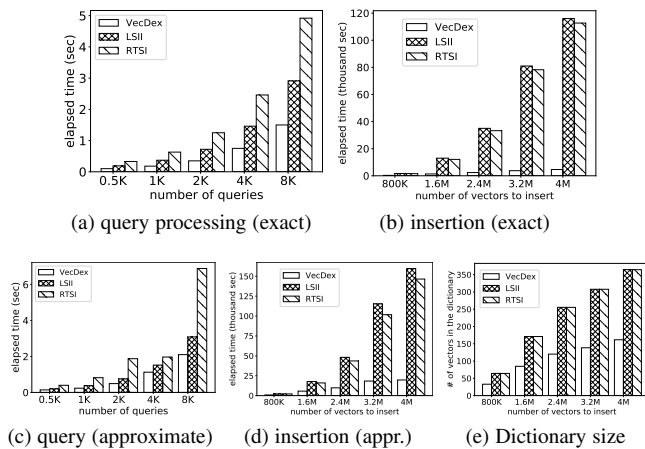 5
4
3
2
1
0
elapsed time (sec)
VecDex
LSII
RTSI
0.5K 1K 2K 4K 8K
number of queries
(a) query processing (exact)
120
100
80
60
40
20
0
elapsed time (thousand sec)
VecDex
LSII
RTSI
800K 1.6M 2.4M 3.2M 4M
number of vectors to insert
(b) insertion (exact)
6
4
2
0
elapsed time (sec)
VecDex
LSII
RTSI
0.5K 1K 2K 4K 8K
number of queries
(c) query (approximate)
150
125
100
75
50
25
0
elapsed time (thousand sec)
VecDex
LSII
RTSI
800K 1.6M 2.4M 3.2M 4M
number of vectors to insert
(d) insertion (appr.)
350
300
250
200
150
100
50
0
# of vectors in the dictionary
VecDex
LSII
RTSI
800K 1.6M 2.4M 3.2M 4M
number of vectors to insert
(e) Dictionary size